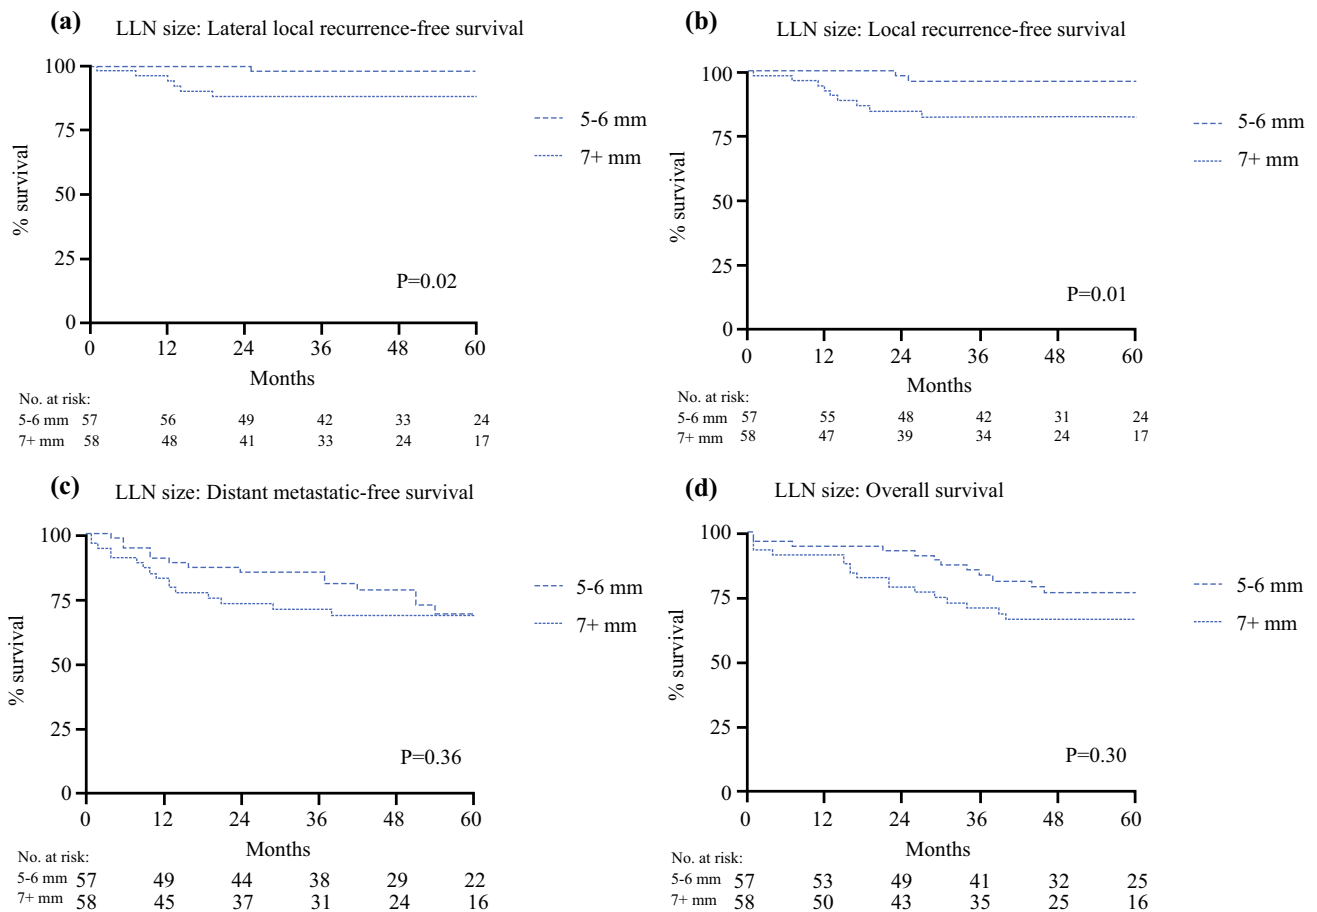 (a)
LLN size: Lateral local recurrence-free survival
100
75
50
25
0
% survival
5-6 mm
7+ mm
P=0.02
0 12 24 36 48 60
Months
No. at risk:
5-6 mm 57 56 49 42 33 24
7+ mm 58 48 41 33 24 17
(b)
LLN size: Local recurrence-free survival
100
75
50
25
0
% survival
5-6 mm
7+ mm
P=0.01
0 12 24 36 48 60
Months
No. at risk:
5-6 mm 57 55 48 42 31 24
7+ mm 58 47 39 34 24 17
(c)
LLN size: Distant metastatic-free survival
100
75
50
25
0
% survival
5-6 mm
7+ mm
P=0.36
0 12 24 36 48 60
Months
No. at risk:
5-6 mm 57 49 44 38 29 22
7+ mm 58 45 37 31 24 16
(d)
LLN size: Overall survival
100
75
50
25
0
% survival
5-6 mm
7+ mm
P=0.30
0 12 24 36 48 60
Months
No. at risk:
5-6 mm 57 53 49 41 32 25
7+ mm 58 50 43 35 25 16